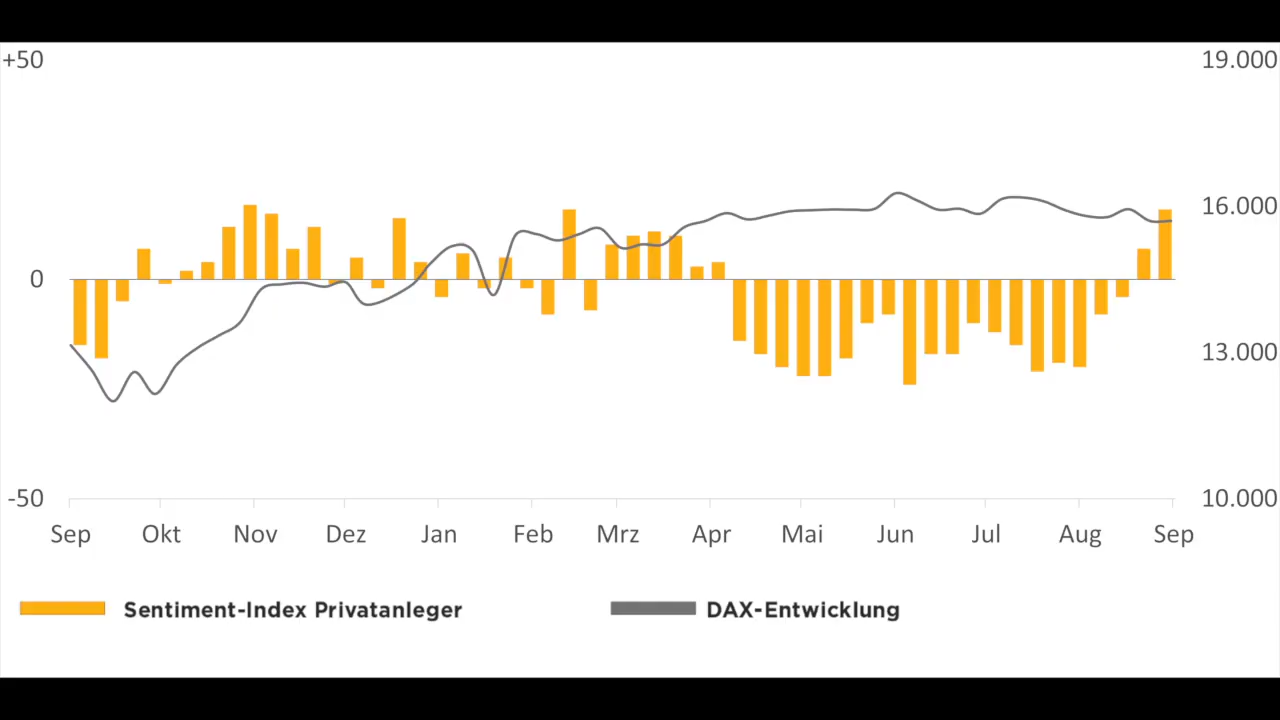 +50 19.000
16.000
0
13.000
-50 10.000
Sep Okt Nov Dez Jan Feb Mrz Apr Mai Jun Jul Aug Sep
Sentiment-Index Privatanleger DAX-Entwicklung